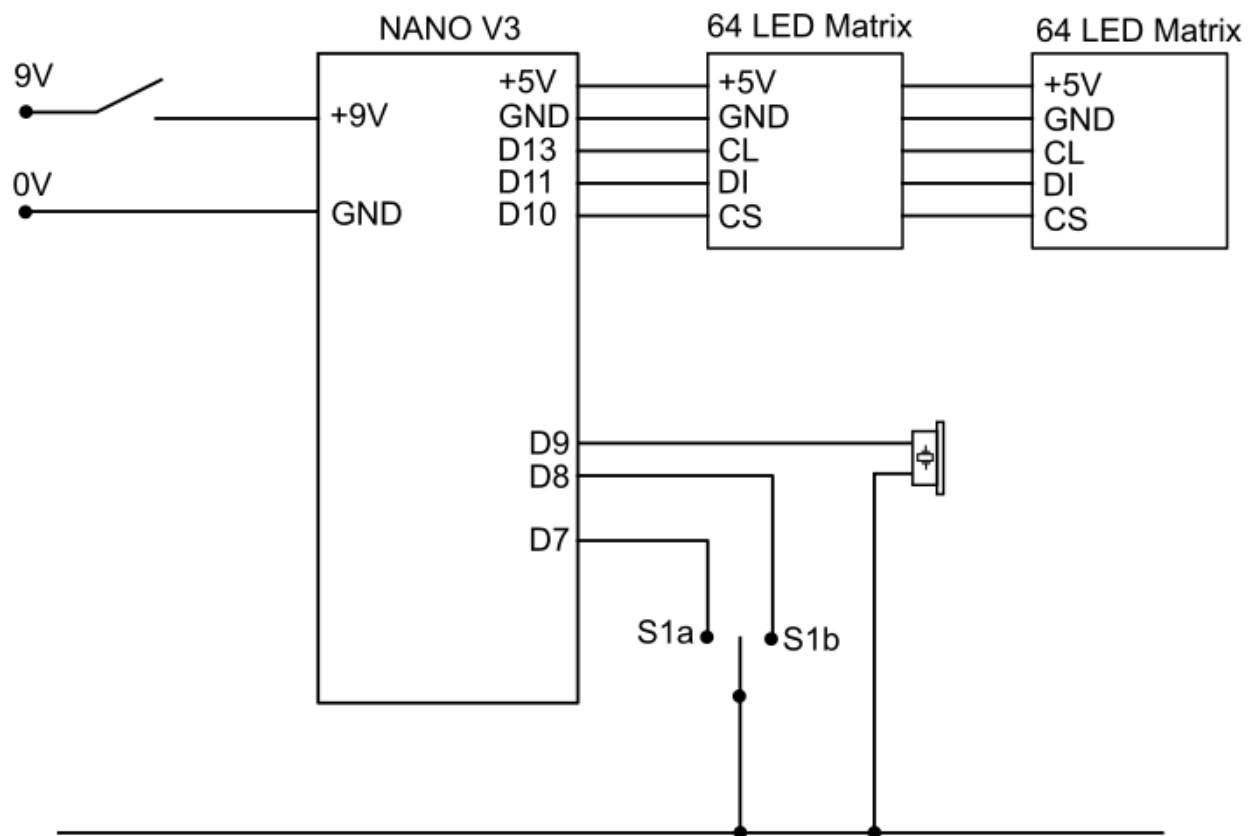 NANO V3
64 LED Matrix
64 LED Matrix
9V
0V
+9V
GND
+5V
GND
D13
D11
D10
+5V
GND
CL
DI
CS
+5V
GND
CL
DI
CS
D9
D8
D7
S1a
S1b